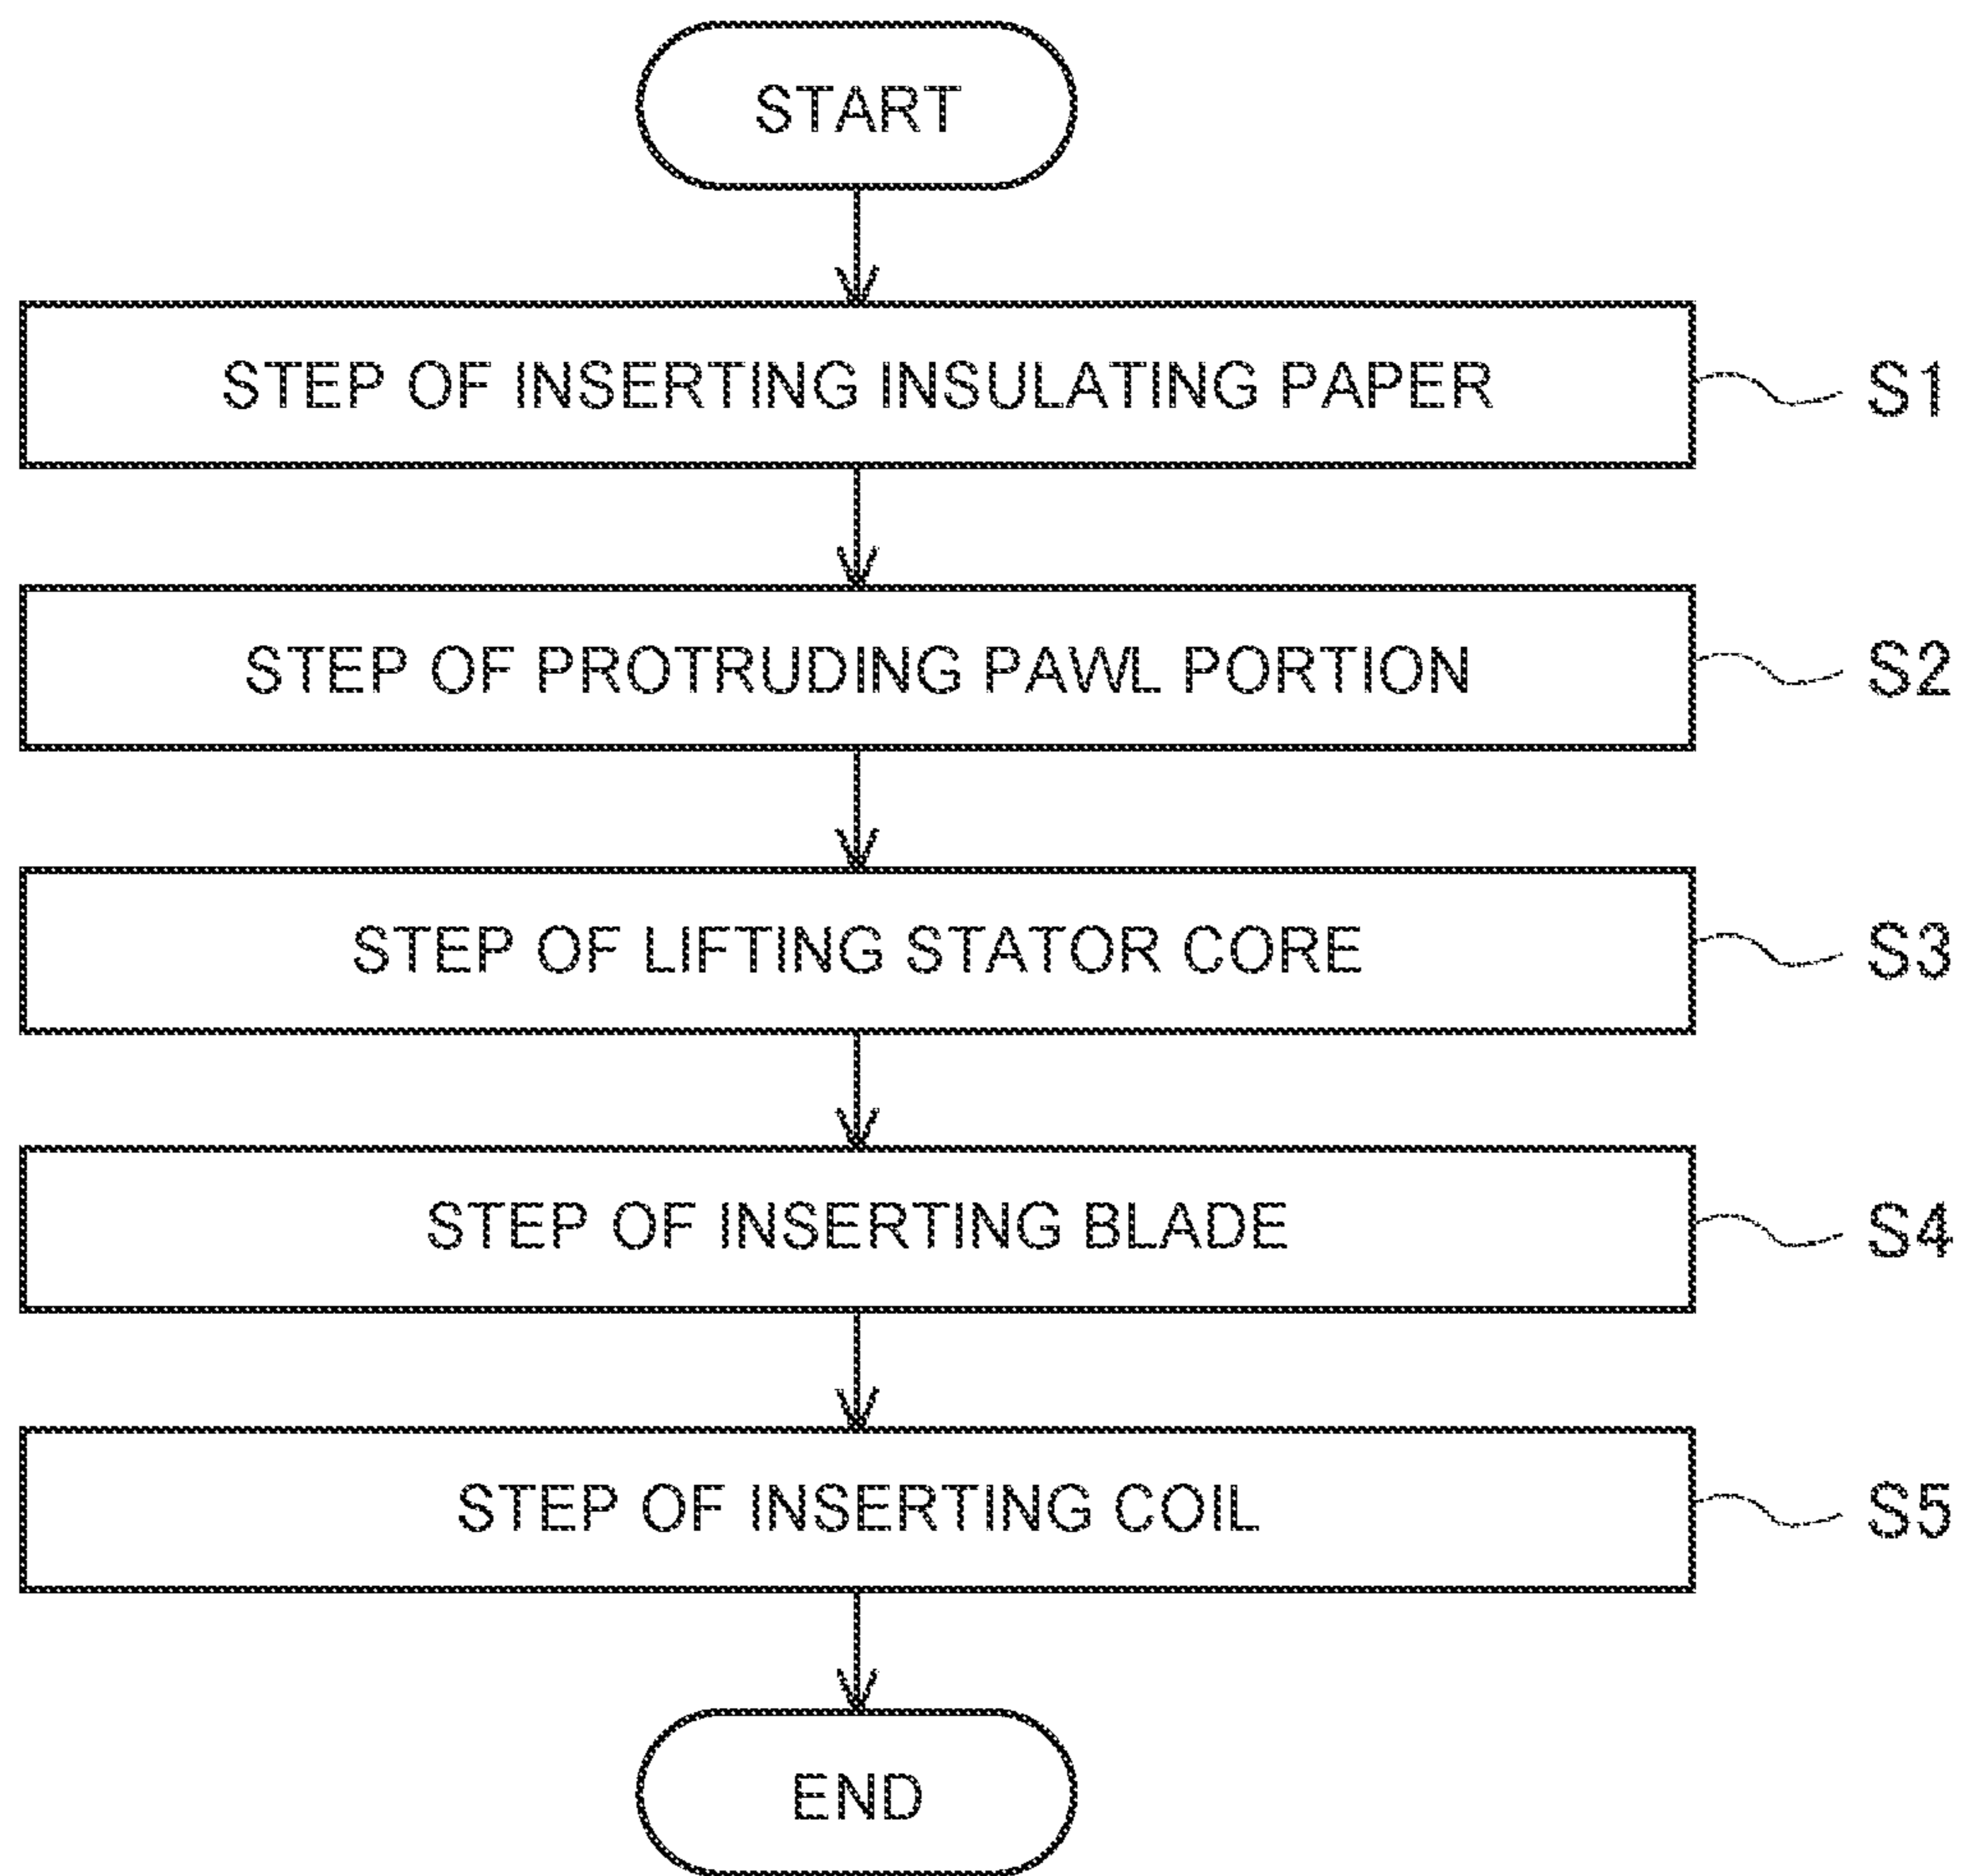 START
STEP OF INSERTING INSULATING PAPER
S1
STEP OF PROTRUDING PAWL PORTION
S2
STEP OF LIFTING STATOR CORE
S3
STEP OF INSERTING BLADE
S4
STEP OF INSERTING COIL
S5
END